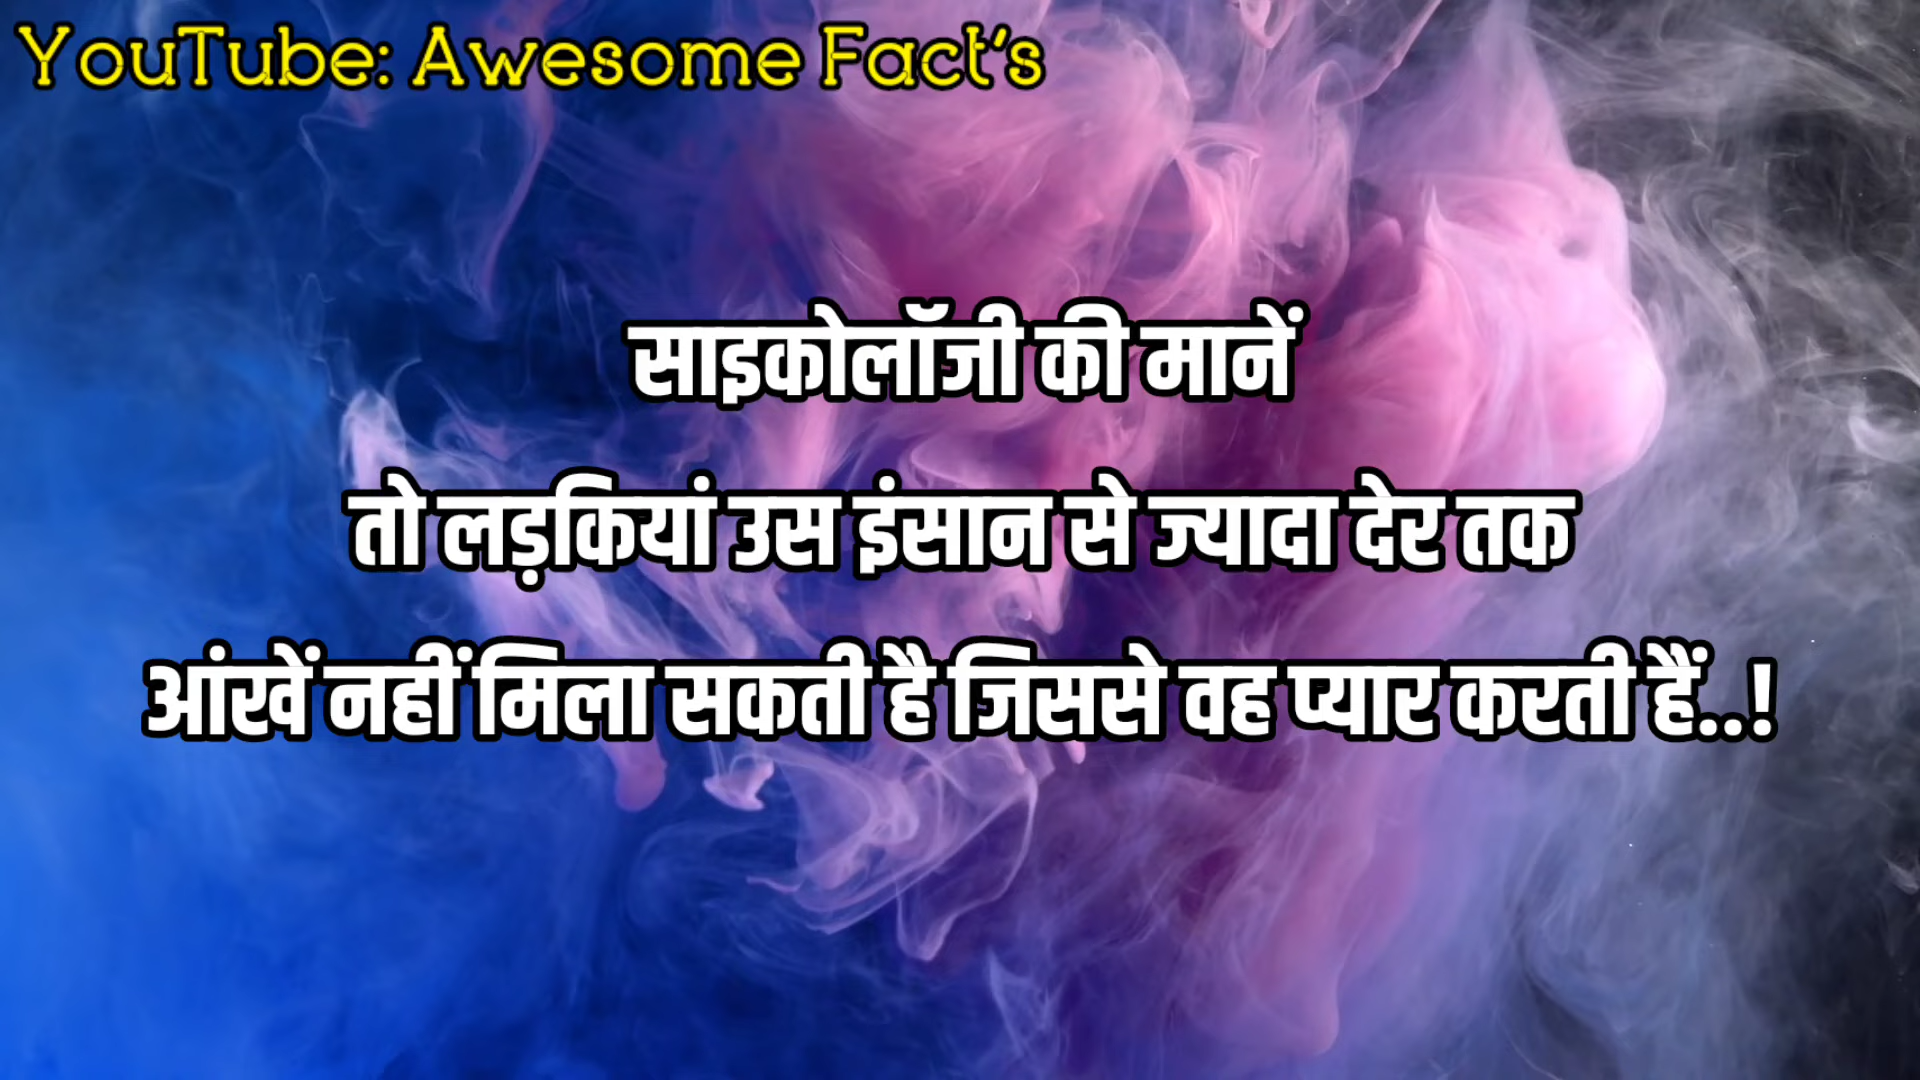 YouTube: Awesome Fact's
साइकोलॉजी की मानें
तो लड़कियां उस इंसान से ज्यादा देर तक
आंखें नहीं मिला सकती है जिससे वह प्यार करती हैं..!